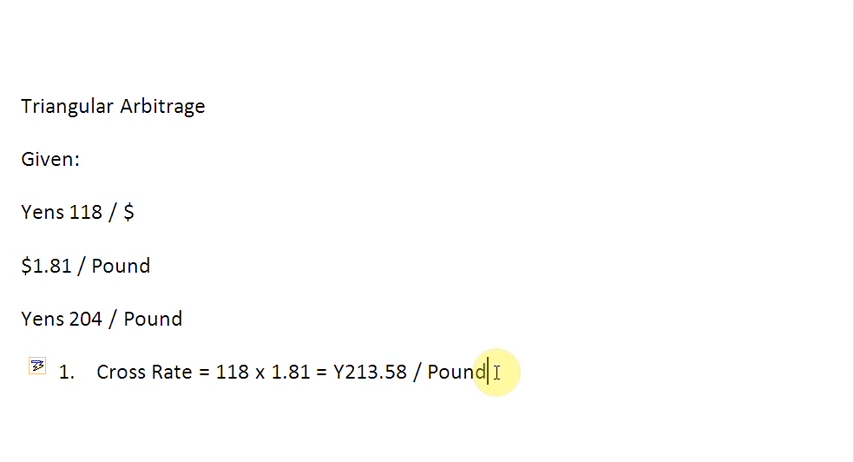 Triangular Arbitrage
Given:
Yens 118 / $
$1.81 / Pound
Yens 204 / Pound
1. Cross Rate = 118 x 1.81 = Y213.58 / Pound